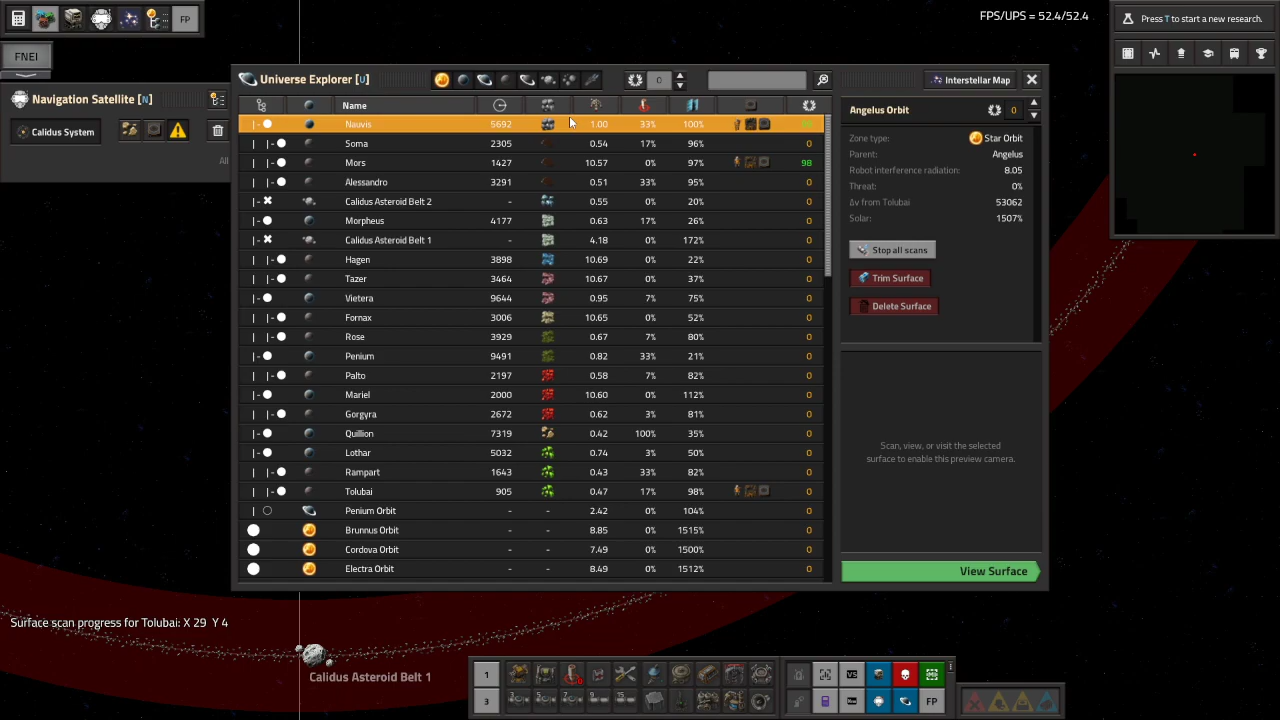 FP
FPS/UPS = 52.4/52.4
Press T to start a new research.
FNEI
Navigation Satellite [N]
Calidus System
All
Universe Explorer [U]
0
Interstellar Map
Name
Nauvis 5692 1.00 33% 100%
Soma 2305 0.54 17% 96% 0
Mors 1427 10.57 0% 97% 98
Alessandro 3291 0.51 33% 95% 0
Calidus Asteroid Belt 2 - 0.55 0% 20% 0
Morpheus 4177 0.63 17% 26% 0
Calidus Asteroid Belt 1 - 4.18 0% 172% 0
Hagen 3898 10.69 0% 22% 0
Tazer 3464 10.67 0% 37% 0
Vietera 9644 0.95 7% 75% 0
Fornax 3006 10.65 0% 52% 0
Rose 3929 0.67 7% 80% 0
Penium 9491 0.82 33% 21% 0
Palto 2197 0.58 7% 82% 0
Mariel 2000 10.60 0% 112% 0
Gorgyra 2672 0.62 3% 81% 0
Quillion 7319 0.42 100% 35% 0
Lothar 5032 0.74 3% 50% 0
Rampart 1643 0.43 33% 82% 0
Tolubai 905 0.47 17% 98% 0
Penium Orbit - - 2.42 0% 104% 0
Brunnus Orbit - - 8.85 0% 1515% 0
Cordova Orbit - - 7.49 0% 1500% 0
Electra Orbit - - 8.49 0% 1512% 0
Angelus Orbit 0
Zone type: Star Orbit
Parent: Angelus
Robot interference radiation: 8.05
Threat: 0%
Δv from Tolubai 53062
Solar: 1507%
Stop all scans
Trim Surface
Delete Surface
Scan, view, or visit the selected
surface to enable this preview camera.
View Surface
Surface scan progress for Tolubai: X 29 Y 4
Calidus Asteroid Belt 1
1
3
FP